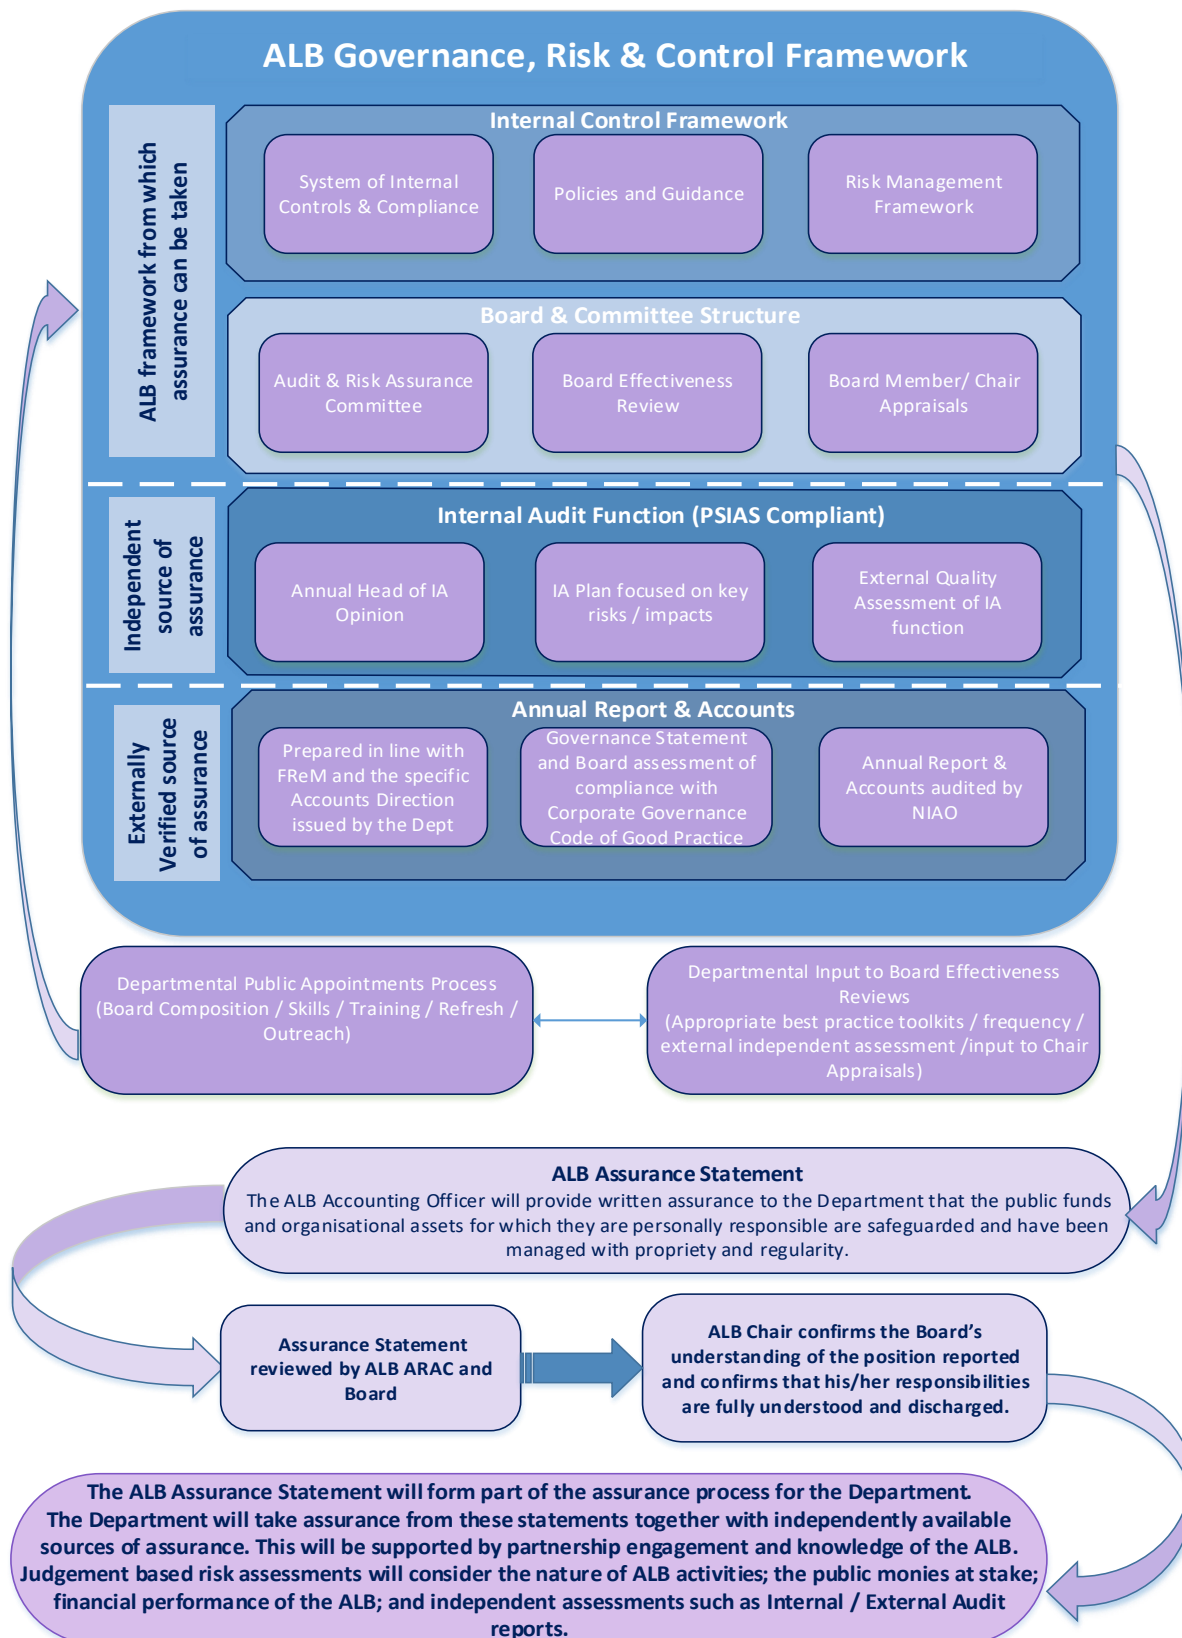 ALB Governance, Risk & Control Framework
ALB framework from which
assurance can be taken
Internal Control Framework
System of Internal
Controls & Compliance
Policies and Guidance
Risk Management
Framework
Board & Committee Structure
Audit & Risk Assurance
Committee
Board Effectiveness
Review
Board Member/ Chair
Appraisals
Independent
source of
assurance
Internal Audit Function (PSIAS Compliant)
Annual Head of IA
Opinion
IA Plan focused on key
risks / impacts
External Quality
Assessment of IA
function
Externally
Verified source
of assurance
Annual Report & Accounts
Prepared in line with
FReM and the specific
Accounts Direction
issued by the Dept
Governance Statement
and Board assessment of
compliance with
Corporate Governance
Code of Good Practice
Annual Report &
Accounts audited by
NIAO
Departmental Public Appointments Process
(Board Composition / Skills / Training / Refresh /
Outreach)
Departmental Input to Board Effectiveness
Reviews
(Appropriate best practice toolkits / frequency /
external independent assessment /input to Chair
Appraisals)
ALB Assurance Statement
The ALB Accounting Officer will provide written assurance to the Department that the public funds
and organisational assets for which they are personally responsible are safeguarded and have been
managed with propriety and regularity.
Assurance Statement
reviewed by ALB ARAC and
Board
ALB Chair confirms the Board's
understanding of the position reported
and confirms that his/her responsibilities
are fully understood and discharged.
The ALB Assurance Statement will form part of the assurance process for the Department.
The Department will take assurance from these statements together with independently available
sources of assurance. This will be supported by partnership engagement and knowledge of the ALB.
Judgement based risk assessments will consider the nature of ALB activities; the public monies at stake;
financial performance of the ALB; and independent assessments such as Internal / External Audit
reports.